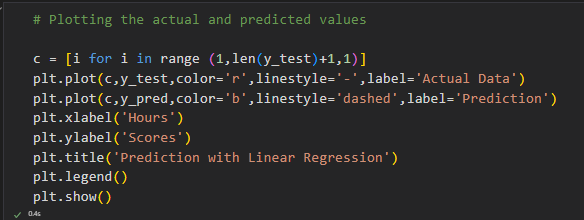 # Plotting the actual and predicted values
c = [i for i in range (1,len(y_test)+1,1)]
plt.plot(c,y_test,color='r',linestyle='-',label='Actual Data')
plt.plot(c,y_pred,color='b',linestyle='dashed',label='Prediction')
plt.xlabel('Hours')
plt.ylabel('Scores')
plt.title('Prediction with Linear Regression')
plt.legend()
plt.show()
0.4s